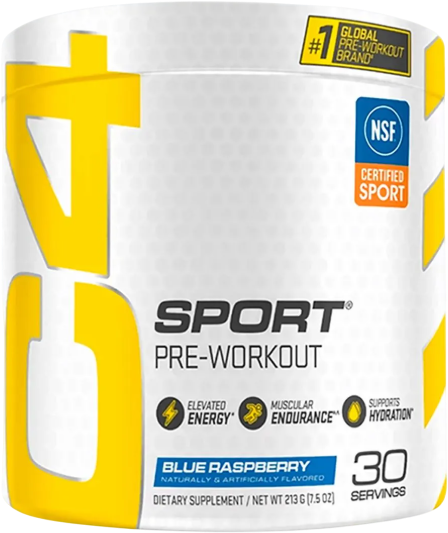 #1 GLOBAL
PRE-WORKOUT
BRAND*
NSF.
CERTIFIED
SPORT
C4
SPORT®
PRE-WORKOUT
ELEVATED
ENERGY*
MUSCULAR
ENDURANCE*^
SUPPORTS
HYDRATION*
BLUE RASPBERRY
NATURALLY & ARTIFICIALLY FLAVORED
30
SERVINGS
DIETARY SUPPLEMENT / NET WT 213 G (7.5 OZ)